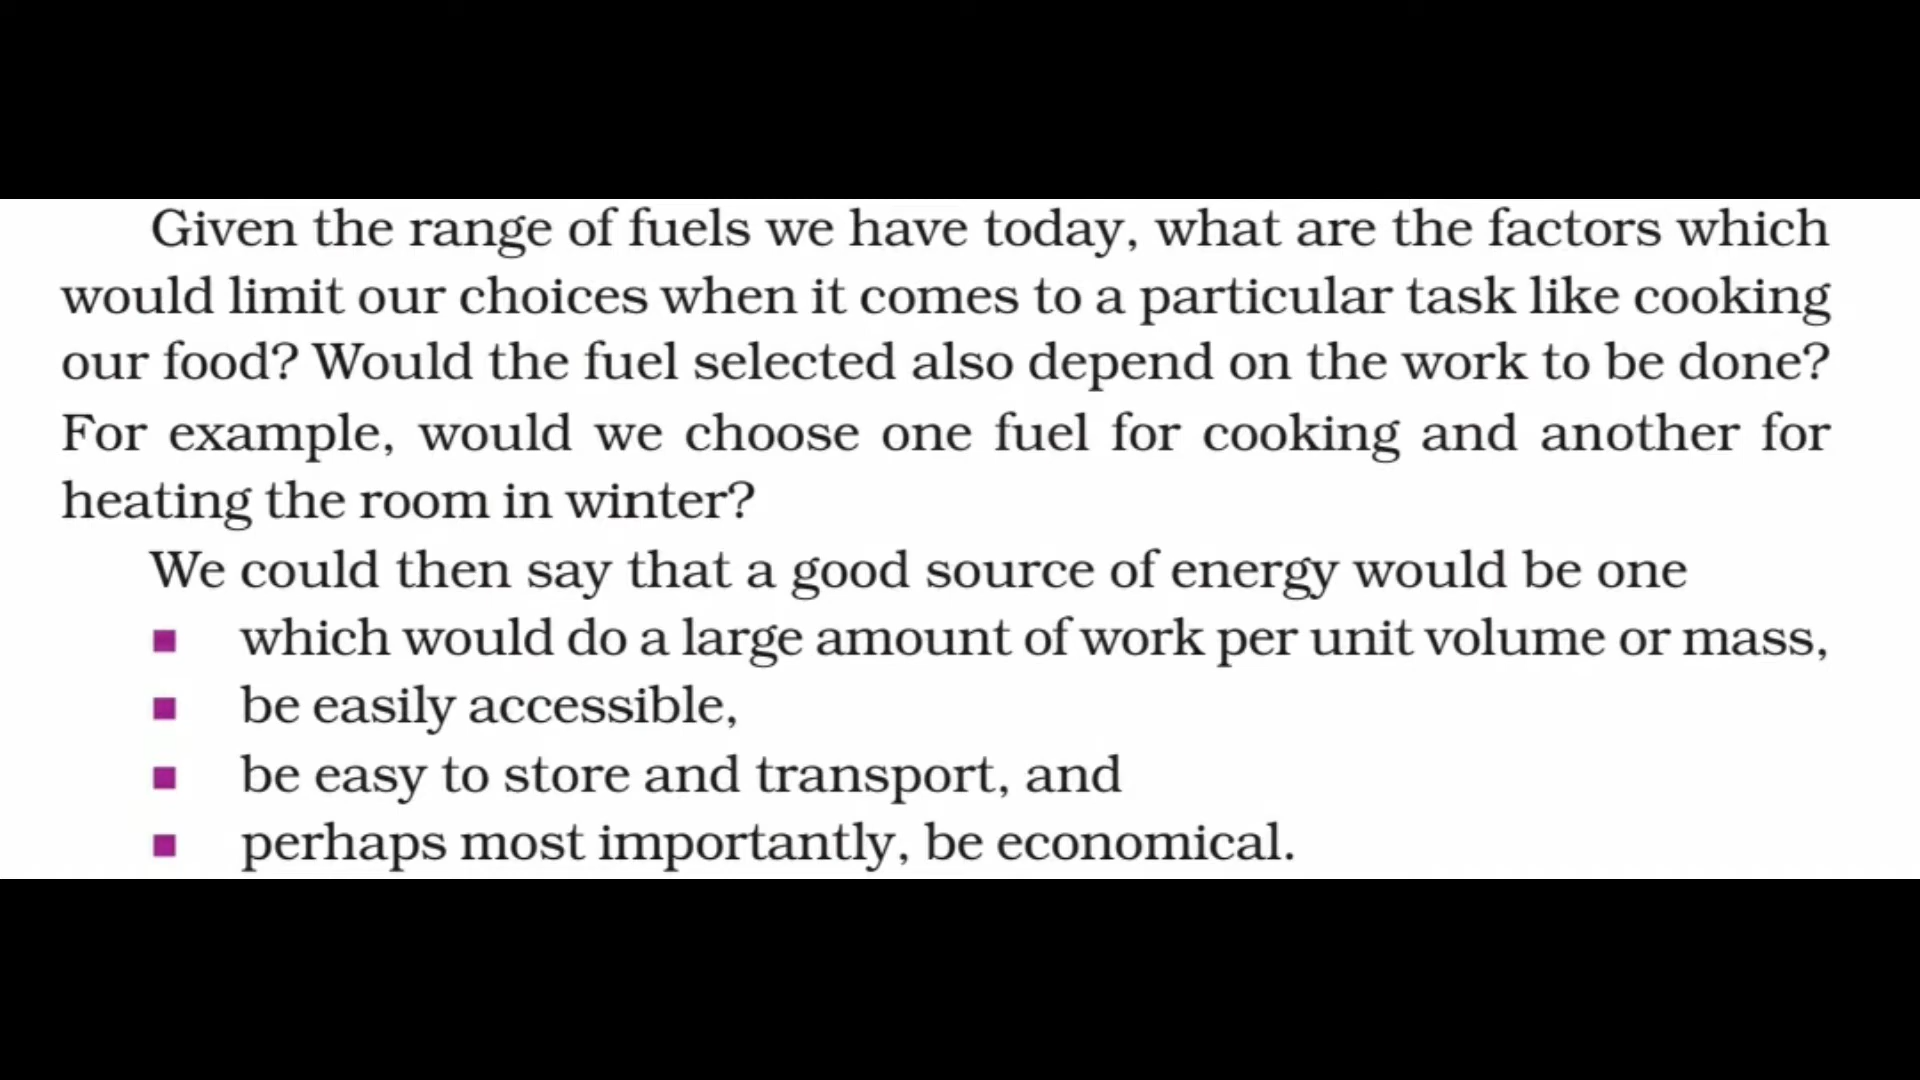 Given the range of fuels we have today, what are the factors which
would limit our choices when it comes to a particular task like cooking
our food? Would the fuel selected also depend on the work to be done?
For example, would we choose one fuel for cooking and another for
heating the room in winter?
We could then say that a good source of energy would be one
■ which would do a large amount of work per unit volume or mass,
■ be easily accessible,
■ be easy to store and transport, and
■ perhaps most importantly, be economical.